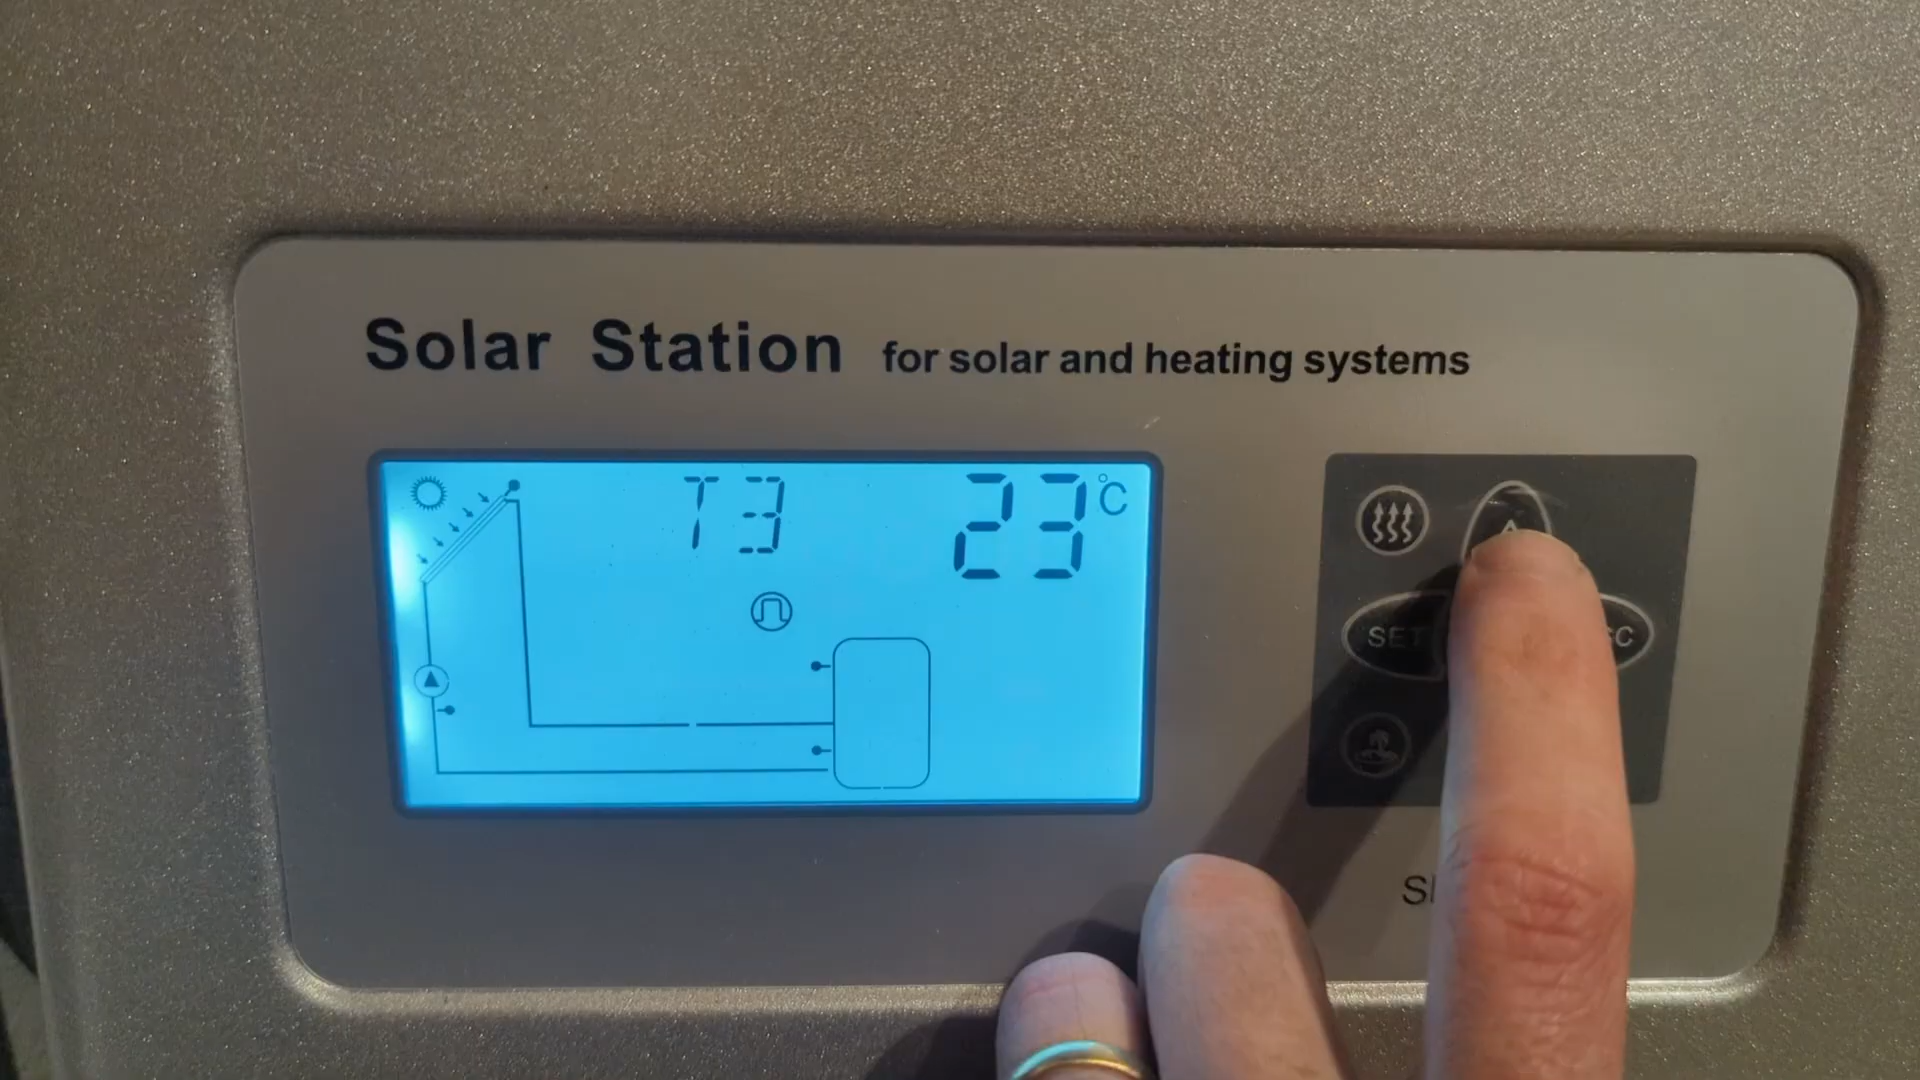 Solar Station for solar and heating systems
T3 23°C
SET